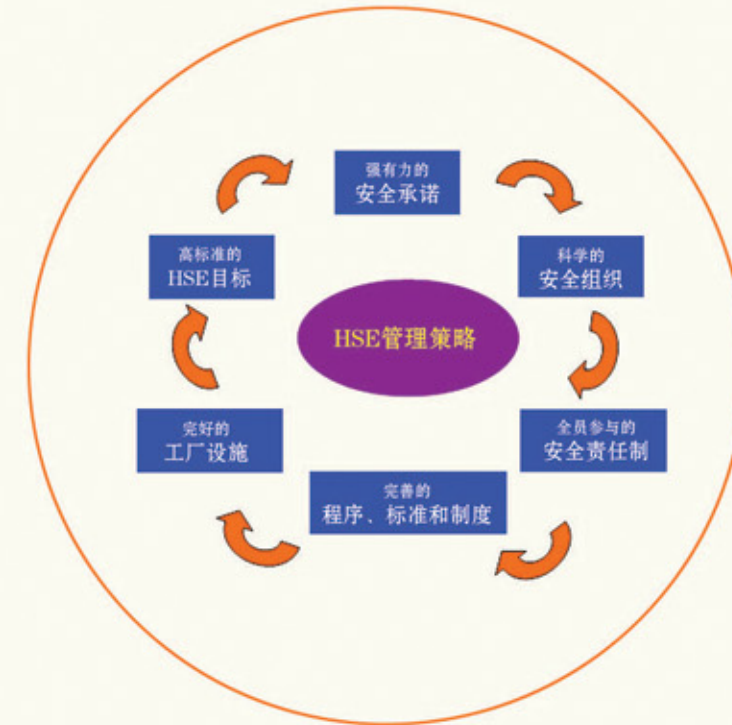 强有力的
安全承诺
高标准的
HSE目标
科学的
安全组织
HSE管理策略
完好的
工厂设施
全员参与的
安全责任制
完善的
程序、标准和制度